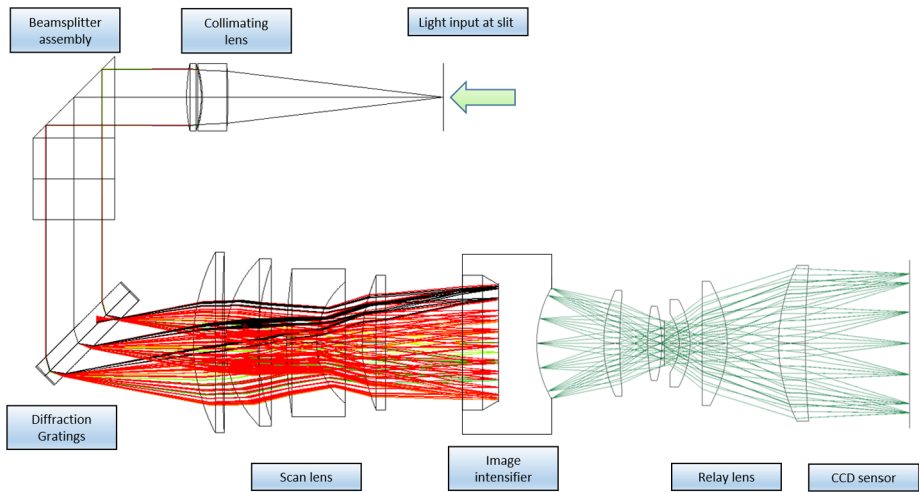 Beamsplitter
assembly
Collimating
lens
Light input at slit
Diffraction
Gratings
Scan lens
Image
intensifier
Relay lens
CCD sensor